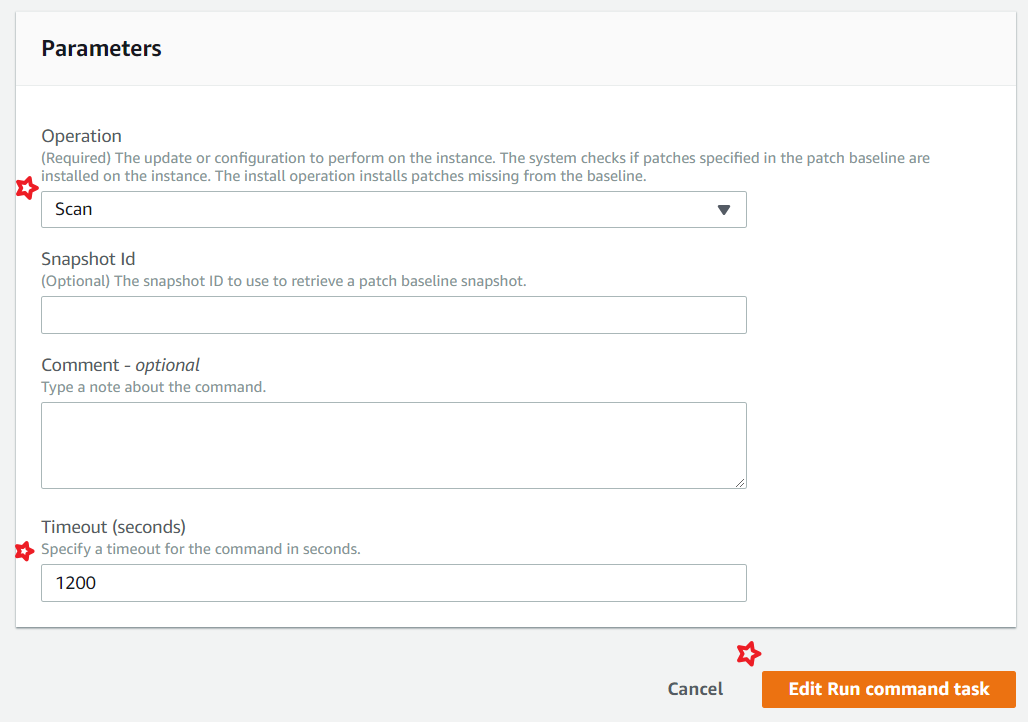 Parameters
Operation
(Required) The update or configuration to perform on the instance. The system checks if patches specified in the patch baseline are
installed on the instance. The install operation installs patches missing from the baseline.
Scan
Snapshot Id
(Optional) The snapshot ID to use to retrieve a patch baseline snapshot.
Comment - optional
Type a note about the command.
Timeout (seconds)
Specify a timeout for the command in seconds.
1200
Cancel
Edit Run command task